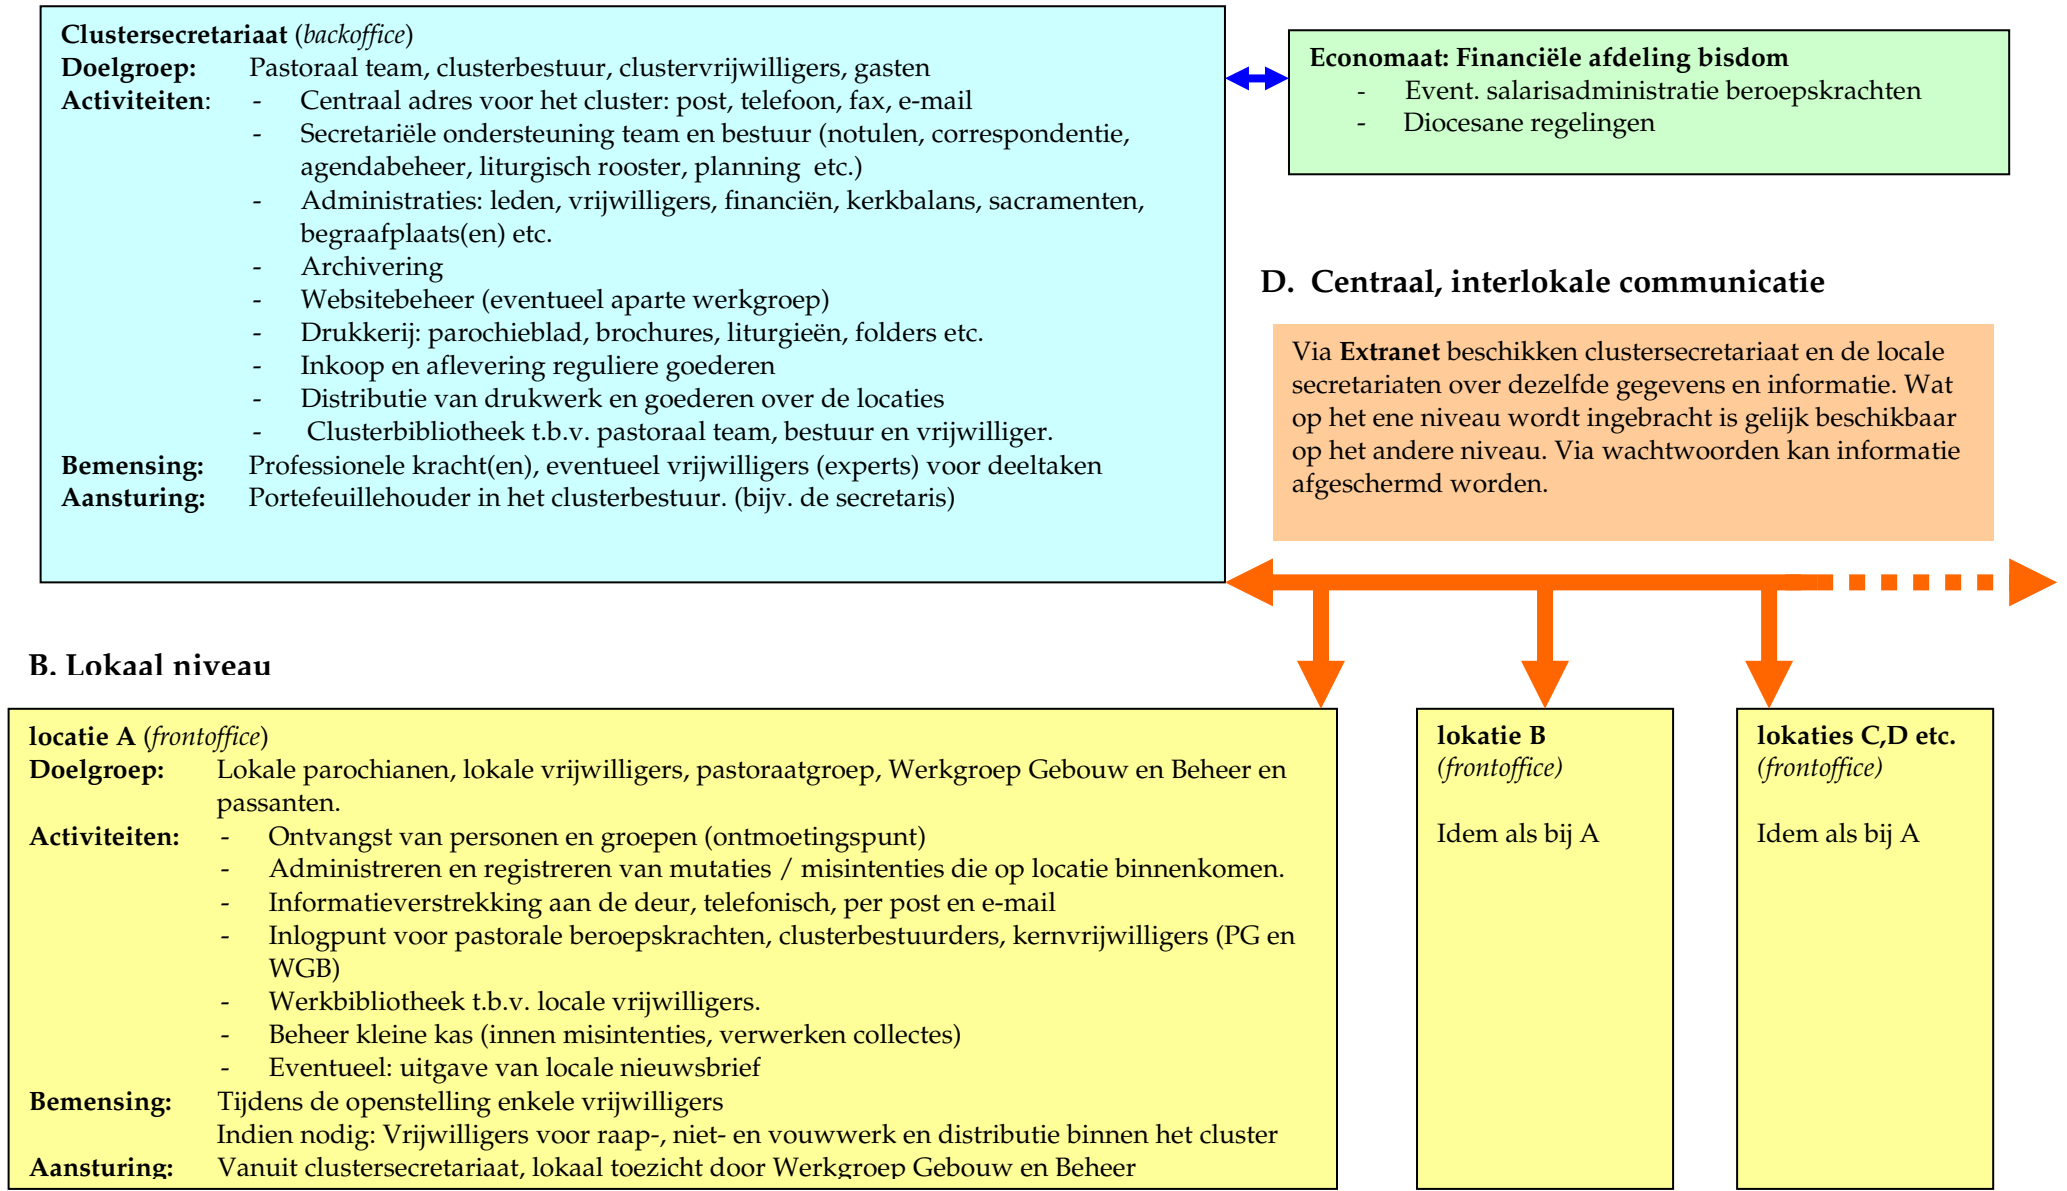 Clustersecretariaat (backoffice)
Doelgroep: Pastoraal team, clusterbestuur, clustervrijwilligers, gasten
Activiteiten: - Centraal adres voor het cluster: post, telefoon, fax, e-mail
- Secretariële ondersteuning team en bestuur (notulen, correspondentie,
agendabeheer, liturgisch rooster, planning etc.)
- Administraties: leden, vrijwilligers, financiën, kerkbalans, sacramenten,
begraafplaats(en) etc.
- Archivering
- Websitebeheer (eventueel aparte werkgroep)
- Drukkerij: parochieblad, brochures, liturgieën, folders etc.
- Inkoop en aflevering reguliere goederen
- Distributie van drukwerk en goederen over de locaties
- Clusterbibliotheek t.b.v. pastoraal team, bestuur en vrijwilliger.
Bemensing: Professionele kracht(en), eventueel vrijwilligers (experts) voor deeltaken
Aansturing: Portefeuillehouder in het clusterbestuur. (bijv. de secretaris)
Economaat: Financiële afdeling bisdom
- Event. salarisadministratie beroepskrachten
- Diocesane regelingen
D. Centraal, interlokale communicatie
Via Extranet beschikken clustersecretariaat en de locale
secretariaten over dezelfde gegevens en informatie. Wat
op het ene niveau wordt ingebracht is gelijk beschikbaar
op het andere niveau. Via wachtwoorden kan informatie
afgeschermd worden.
B. Lokaal niveau
locatie A (frontoffice)
Doelgroep: Lokale parochianen, lokale vrijwilligers, pastoraatgroep, Werkgroep Gebouw en Beheer en
passanten.
Activiteiten: - Ontvangst van personen en groepen (ontmoetingspunt)
- Administreren en registreren van mutaties / misintenties die op locatie binnenkomen.
- Informatieverstrekking aan de deur, telefonisch, per post en e-mail
- Inlogpunt voor pastorale beroepskrachten, clusterbestuurders, kernvrijwilligers (PG en
WGB)
- Werkbibliotheek t.b.v. locale vrijwilligers.
- Beheer kleine kas (innen misintenties, verwerken collectes)
- Eventueel: uitgave van locale nieuwsbrief
Bemensing: Tijdens de openstelling enkele vrijwilligers
Indien nodig: Vrijwilligers voor raap-, niet- en vouwwerk en distributie binnen het cluster
Aansturing: Vanuit clustersecretariaat, lokaal toezicht door Werkgroep Gebouw en Beheer
lokatie B
(frontoffice)
Idem als bij A
lokaties C,D etc.
(frontoffice)
Idem als bij A